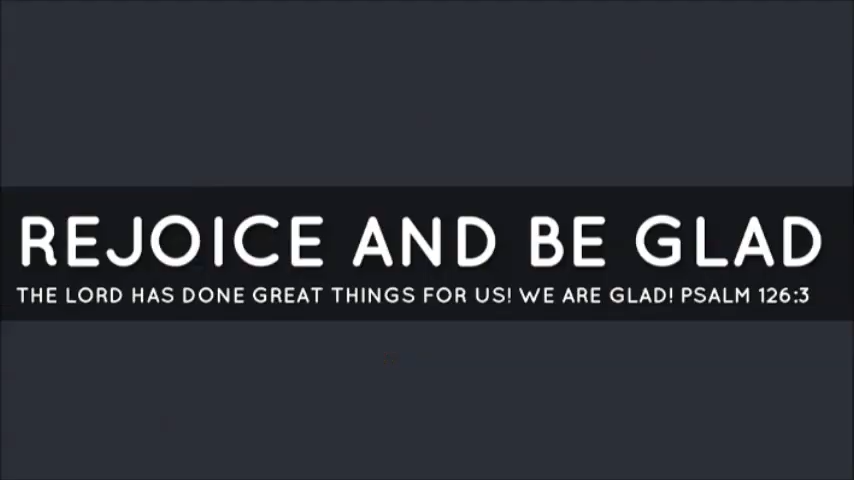 REJOICE AND BE GLAD
THE LORD HAS DONE GREAT THINGS FOR US! WE ARE GLAD! PSALM 126:3